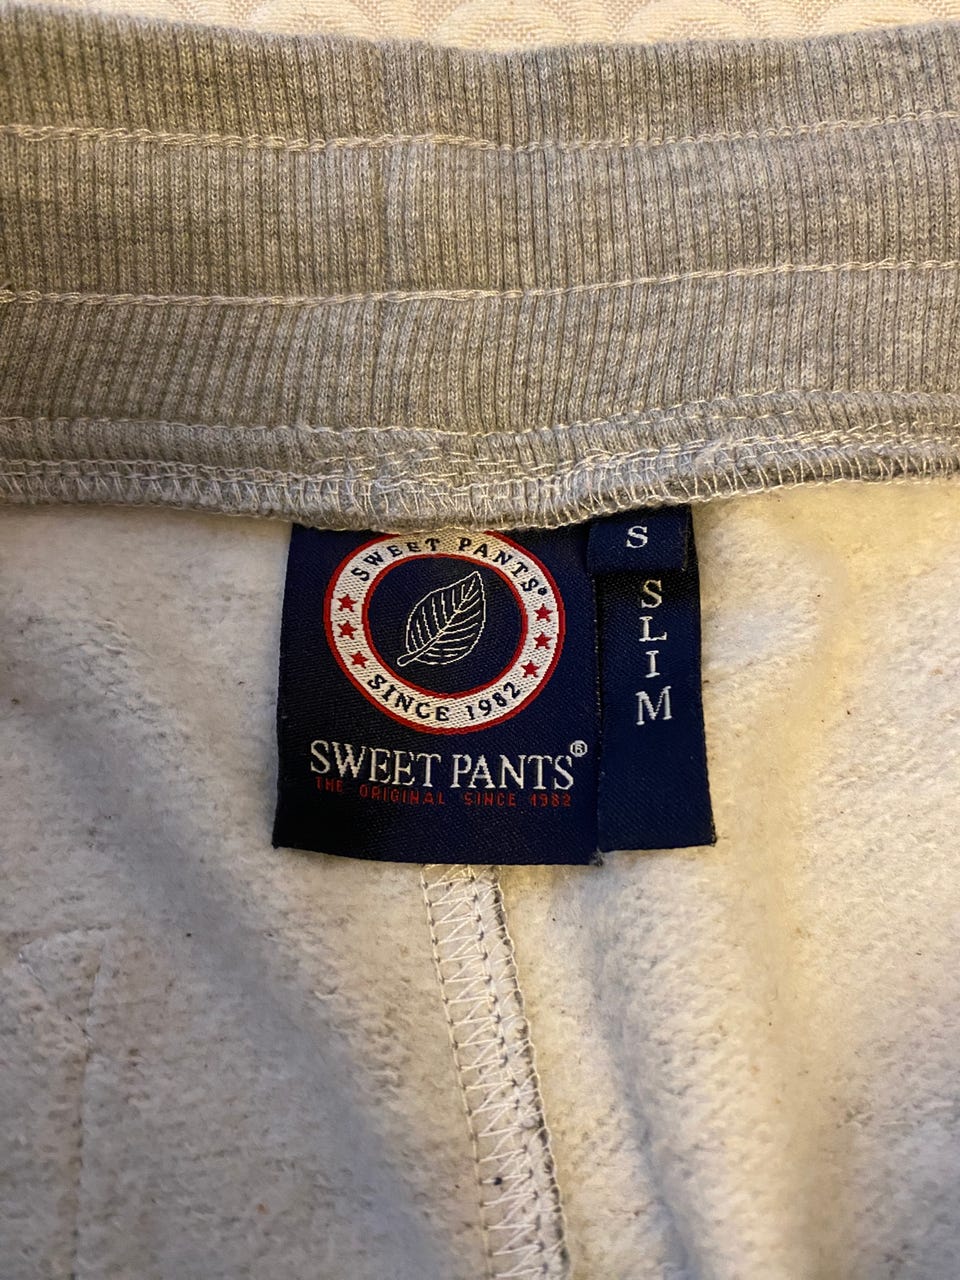 SWEET PANTS®
SINCE 1982
SWEET PANTS®
THE ORIGINAL SINCE 1982
S
SLIM